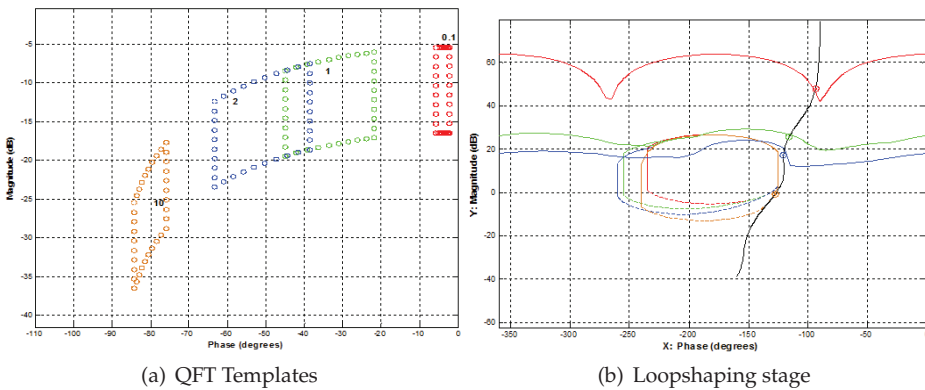 0.1
1
2
10
-5
-10
-15
-20
-25
-30
-35
-40
Magnitude (dB)
-110 -100 -90 -80 -70 -60 -50 -40 -30 -20 -10 0
Phase (degrees)
(a) QFT Templates
60
40
20
0
-20
-40
-60
Y: Magnitude (dB)
-350 -300 -250 -200 -150 -100 -50
X: Phase (degrees)
(b) Loopshaping stage